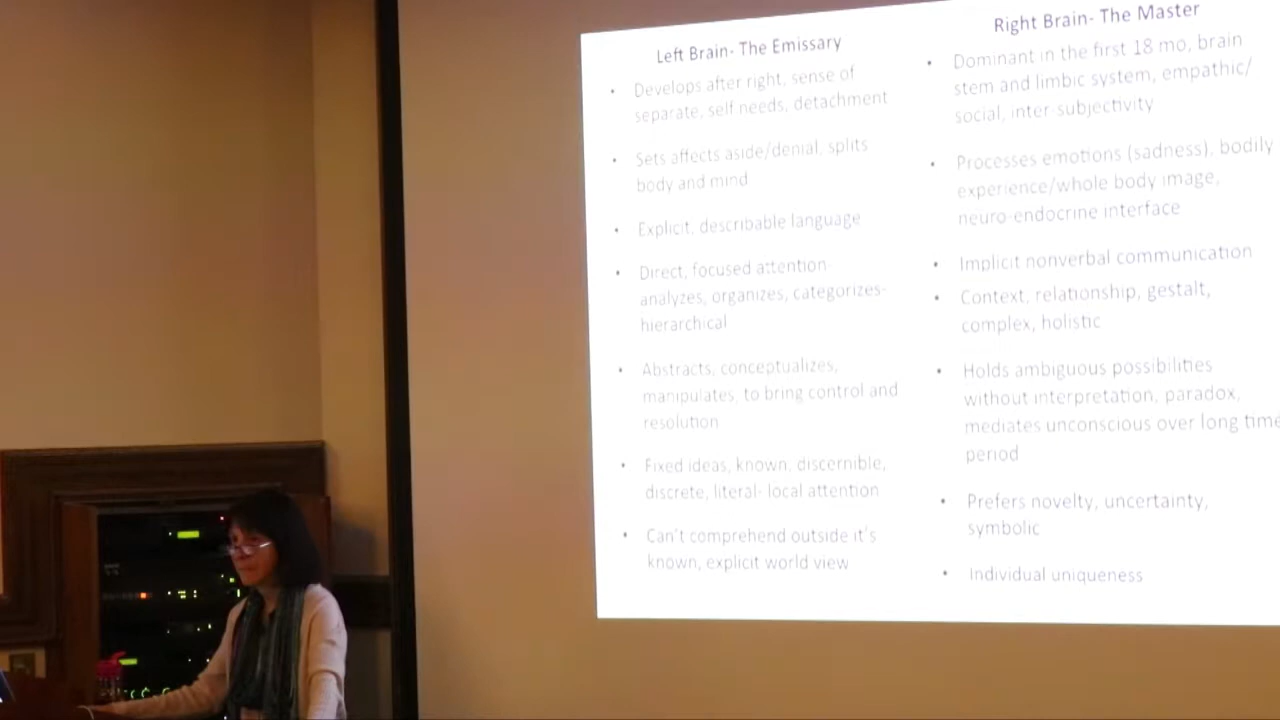 Left Brain- The Emissary
• Develops after right, sense of
separate, self needs, detachment
• Sets affects aside/denial, splits
body and mind
• Explicit, describable language
• Direct, focused attention-
analyzes, organizes, categorizes-
hierarchical
• Abstracts, conceptualizes,
manipulates, to bring control and
resolution
• Fixed ideas, known, discernible,
discrete, literal- local attention
• Can't comprehend outside it's
known, explicit world view
Right Brain- The Master
• Dominant in the first 18 mo, brain
stem and limbic system, empathic/
social, inter-subjectivity
• Processes emotions (sadness), bodily
experience/whole body image,
neuro-endocrine interface
• Implicit nonverbal communication
• Context, relationship, gestalt,
complex, holistic
• Holds ambiguous possibilities
without interpretation, paradox,
mediates unconscious over long time
period
• Prefers novelty, uncertainty,
symbolic
• Individual uniqueness